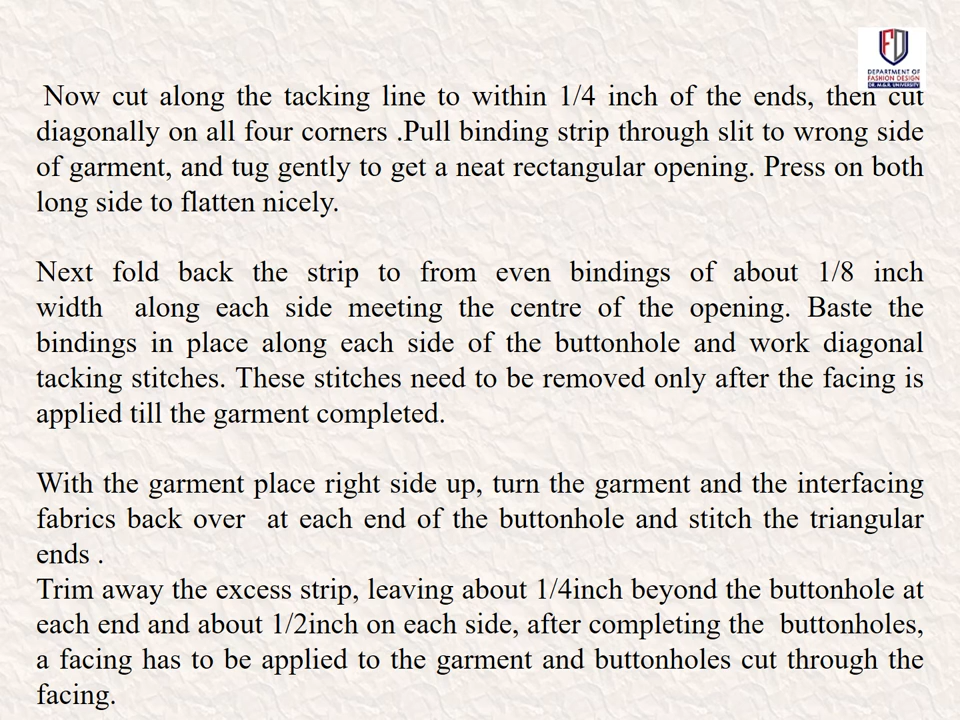 DEPARTMENT OF
FASHION DESIGN
DR. M.G.R. UNIVERSITY
Now cut along the tacking line to within 1/4 inch of the ends, then cut
diagonally on all four corners .Pull binding strip through slit to wrong side
of garment, and tug gently to get a neat rectangular opening. Press on both
long side to flatten nicely.
Next fold back the strip to from even bindings of about 1/8 inch
width along each side meeting the centre of the opening. Baste the
bindings in place along each side of the buttonhole and work diagonal
tacking stitches. These stitches need to be removed only after the facing is
applied till the garment completed.
With the garment place right side up, turn the garment and the interfacing
fabrics back over at each end of the buttonhole and stitch the triangular
ends .
Trim away the excess strip, leaving about 1/4inch beyond the buttonhole at
each end and about 1/2inch on each side, after completing the buttonholes,
a facing has to be applied to the garment and buttonholes cut through the
facing.